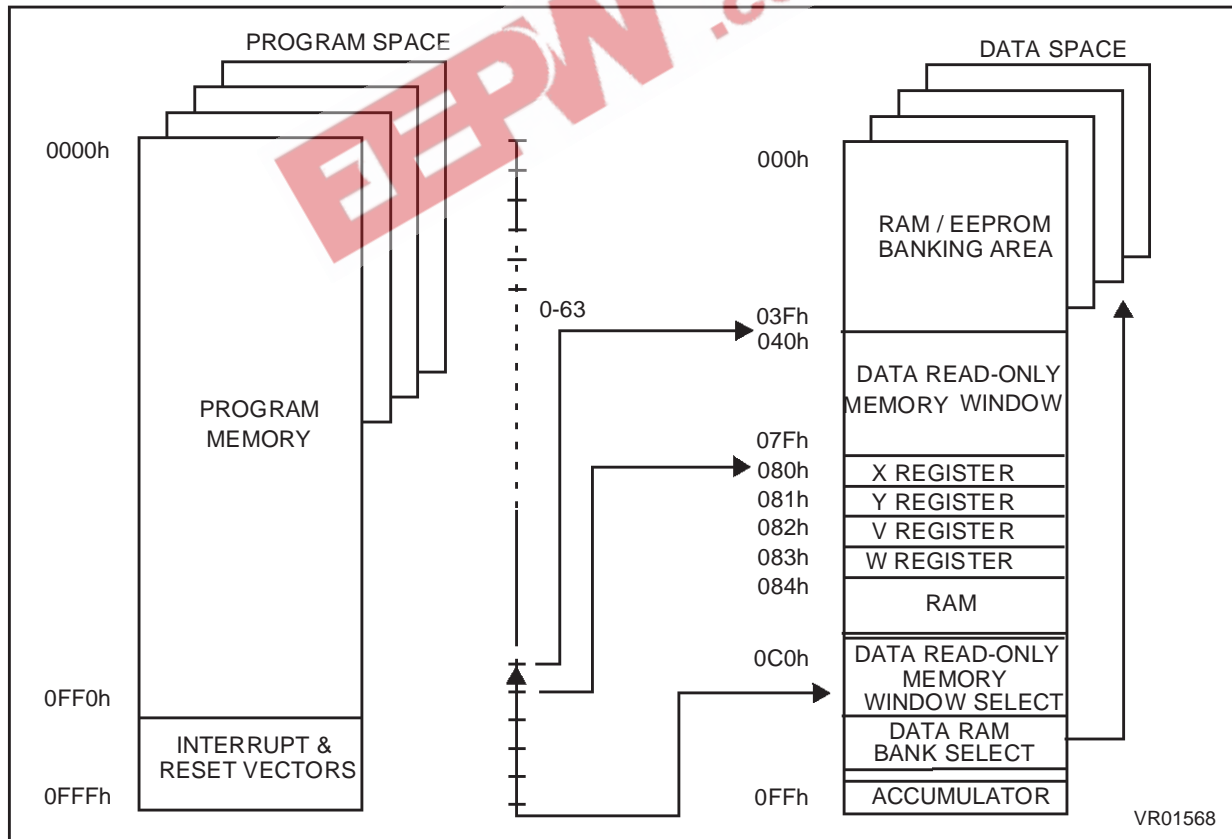 EEPW
PROGRAM SPACE
0000h
PROGRAM
MEMORY
0FF0h
INTERRUPT &
RESET VECTORS
0FFFh
0-63
DATA SPACE
000h
RAM / EEPROM
BANKING AREA
03Fh
040h
DATA READ-ONLY
MEMORY WINDOW
07Fh
080h
X REGISTER
081h
Y REGISTER
082h
V REGISTER
083h
W REGISTER
084h
RAM
0C0h
DATA READ-ONLY
MEMORY
WINDOW SELECT
DATA RAM
BANK SELECT
0FFh
ACCUMULATOR
VR01568